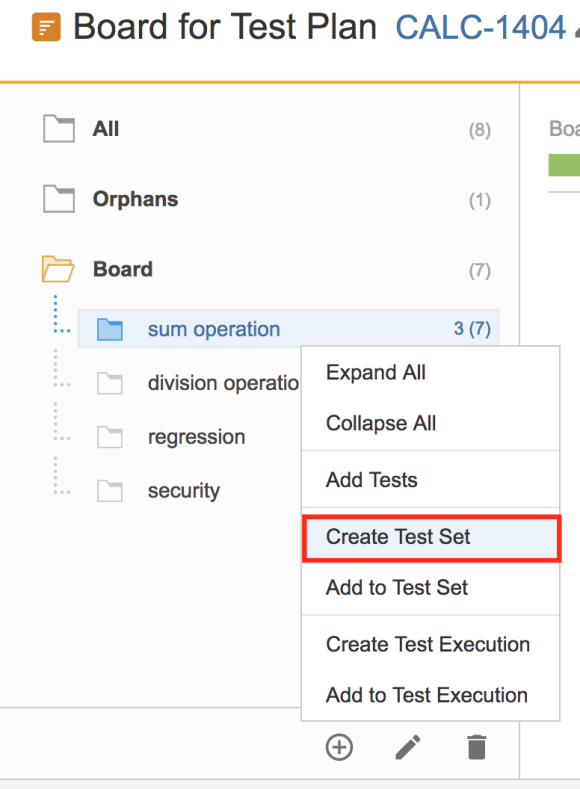 Board for Test Plan CALC-1404
All (8)
Orphans (1)
Board (7)
sum operation 3 (7)
division operatio
regression
security
Expand All
Collapse All
Add Tests
Create Test Set
Add to Test Set
Create Test Execution
Add to Test Execution
Boa